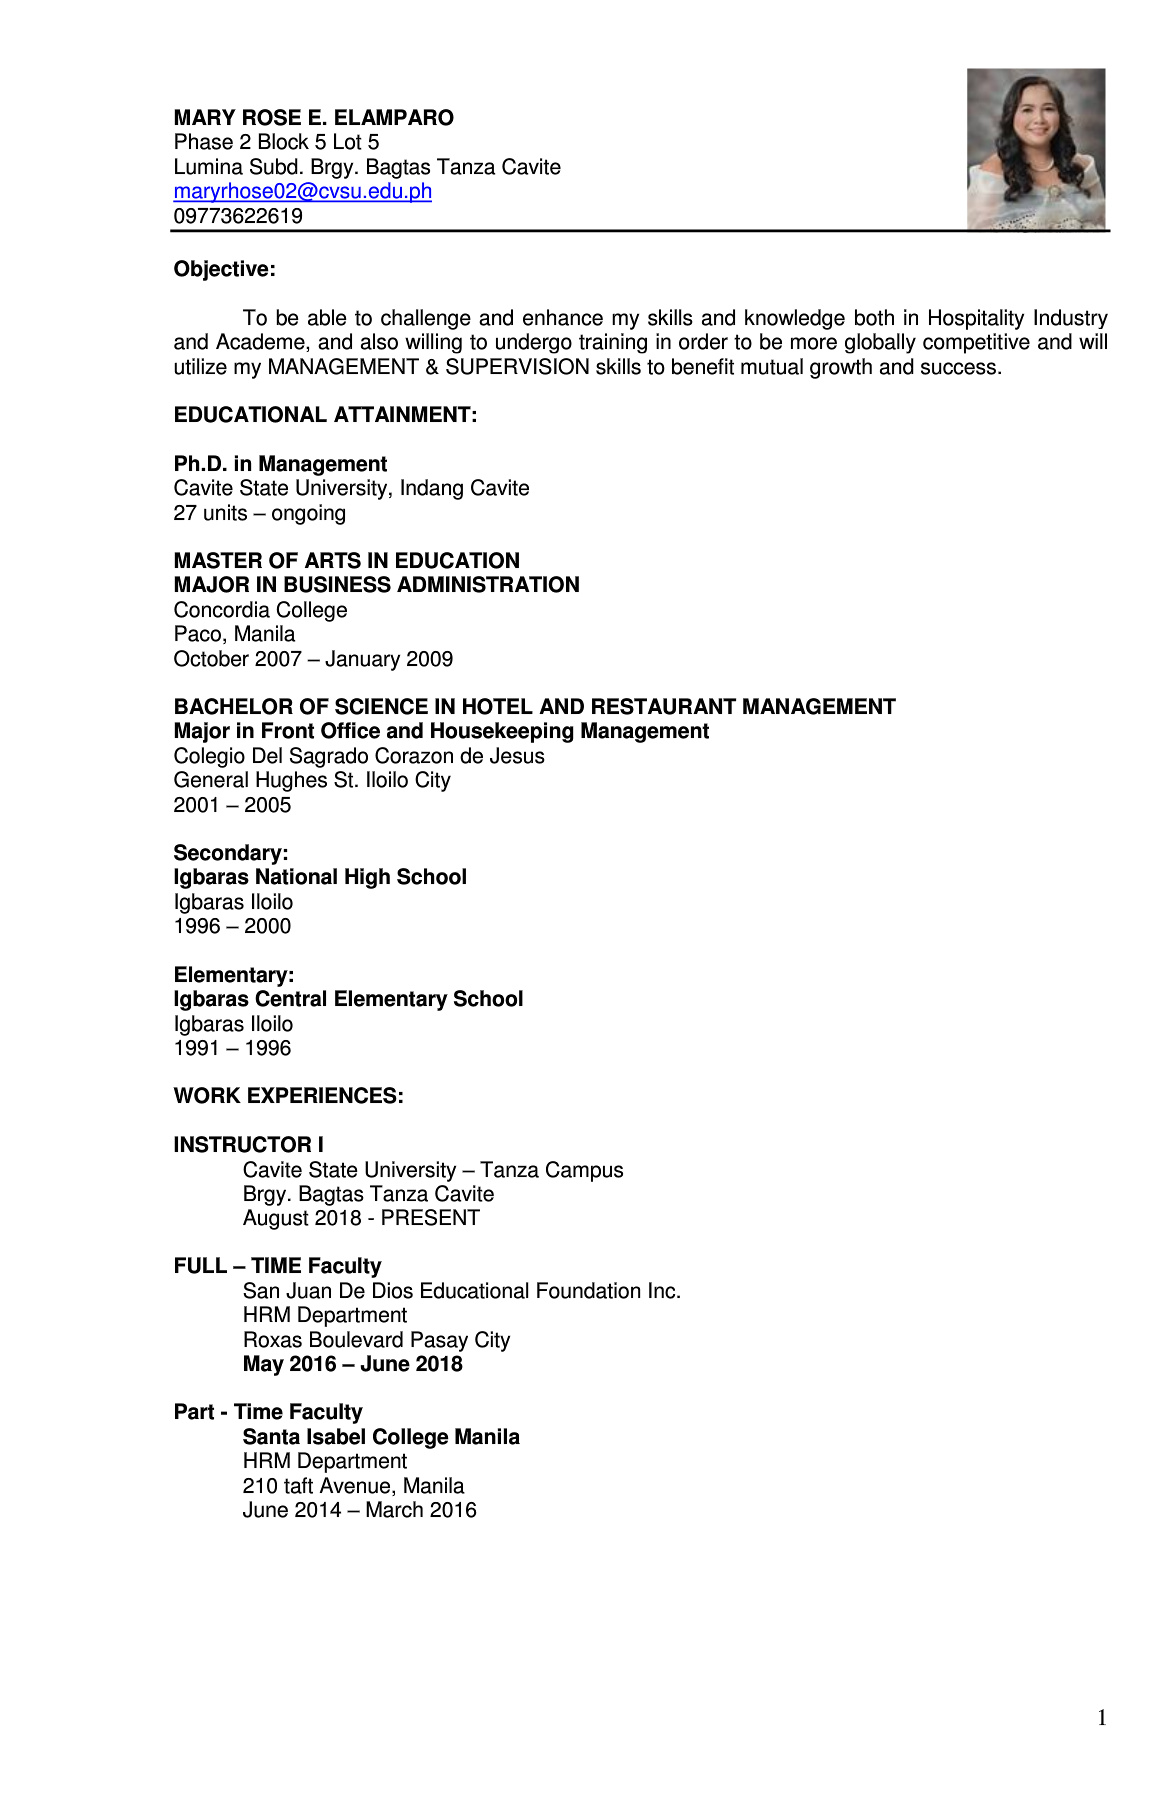 MARY ROSE E. ELAMPARO
Phase 2 Block 5 Lot 5
Lumina Subd. Brgy. Bagtas Tanza Cavite
maryrhose02@cvsu.edu.ph
09773622619
Objective:
To be able to challenge and enhance my skills and knowledge both in Hospitality Industry
and Academe, and also willing to undergo training in order to be more globally competitive and will
utilize my MANAGEMENT & SUPERVISION skills to benefit mutual growth and success.
EDUCATIONAL ATTAINMENT:
Ph.D. in Management
Cavite State University, Indang Cavite
27 units – ongoing
MASTER OF ARTS IN EDUCATION
MAJOR IN BUSINESS ADMINISTRATION
Concordia College
Paco, Manila
October 2007 – January 2009
BACHELOR OF SCIENCE IN HOTEL AND RESTAURANT MANAGEMENT
Major in Front Office and Housekeeping Management
Colegio Del Sagrado Corazon de Jesus
General Hughes St. Iloilo City
2001 – 2005
Secondary:
Igbaras National High School
Igbaras Iloilo
1996 – 2000
Elementary:
Igbaras Central Elementary School
Igbaras Iloilo
1991 – 1996
WORK EXPERIENCES:
INSTRUCTOR I
Cavite State University – Tanza Campus
Brgy. Bagtas Tanza Cavite
August 2018 - PRESENT
FULL – TIME Faculty
San Juan De Dios Educational Foundation Inc.
HRM Department
Roxas Boulevard Pasay City
May 2016 – June 2018
Part - Time Faculty
Santa Isabel College Manila
HRM Department
210 taft Avenue, Manila
June 2014 – March 2016
1